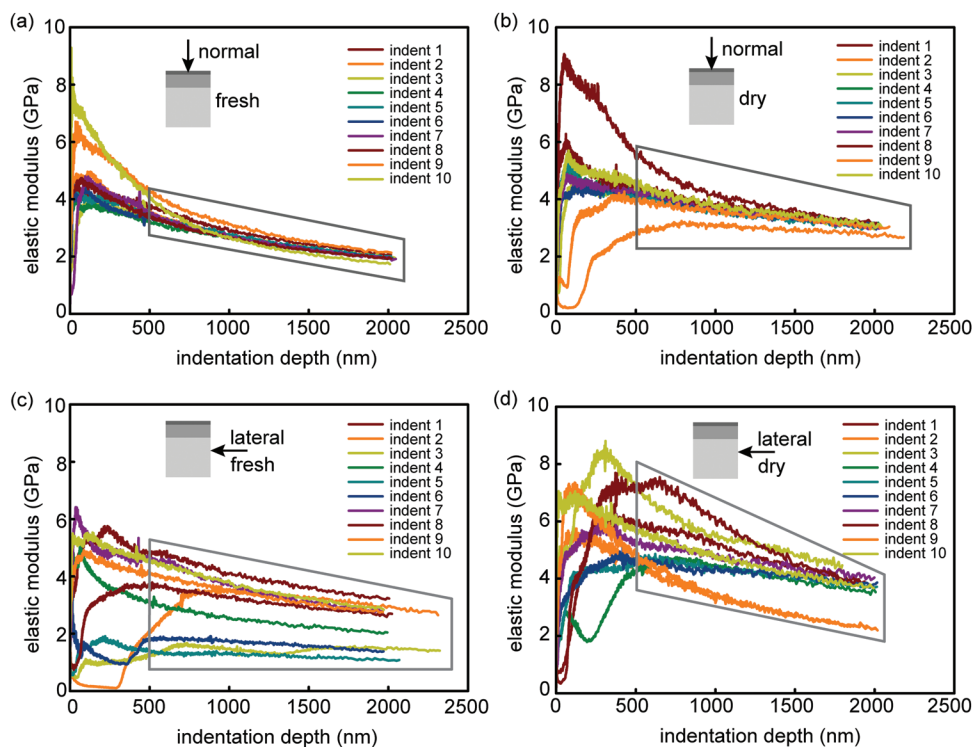 (a)
10
8
6
4
2
0
elastic modulus (GPa)
0 500 1000 1500 2000 2500
indentation depth (nm)
normal
fresh
indent 1
indent 2
indent 3
indent 4
indent 5
indent 6
indent 7
indent 8
indent 9
indent 10
(b)
10
8
6
4
2
0
elastic modulus (GPa)
0 500 1000 1500 2000 2500
indentation depth (nm)
normal
dry
indent 1
indent 2
indent 3
indent 4
indent 5
indent 6
indent 7
indent 8
indent 9
indent 10
(c)
10
8
6
4
2
0
elastic modulus (GPa)
0 500 1000 1500 2000 2500
indentation depth (nm)
lateral
fresh
indent 1
indent 2
indent 3
indent 4
indent 5
indent 6
indent 7
indent 8
indent 9
indent 10
(d)
10
8
6
4
2
0
elastic modulus (GPa)
0 500 1000 1500 2000 2500
indentation depth (nm)
lateral
dry
indent 1
indent 2
indent 3
indent 4
indent 5
indent 6
indent 7
indent 8
indent 9
indent 10